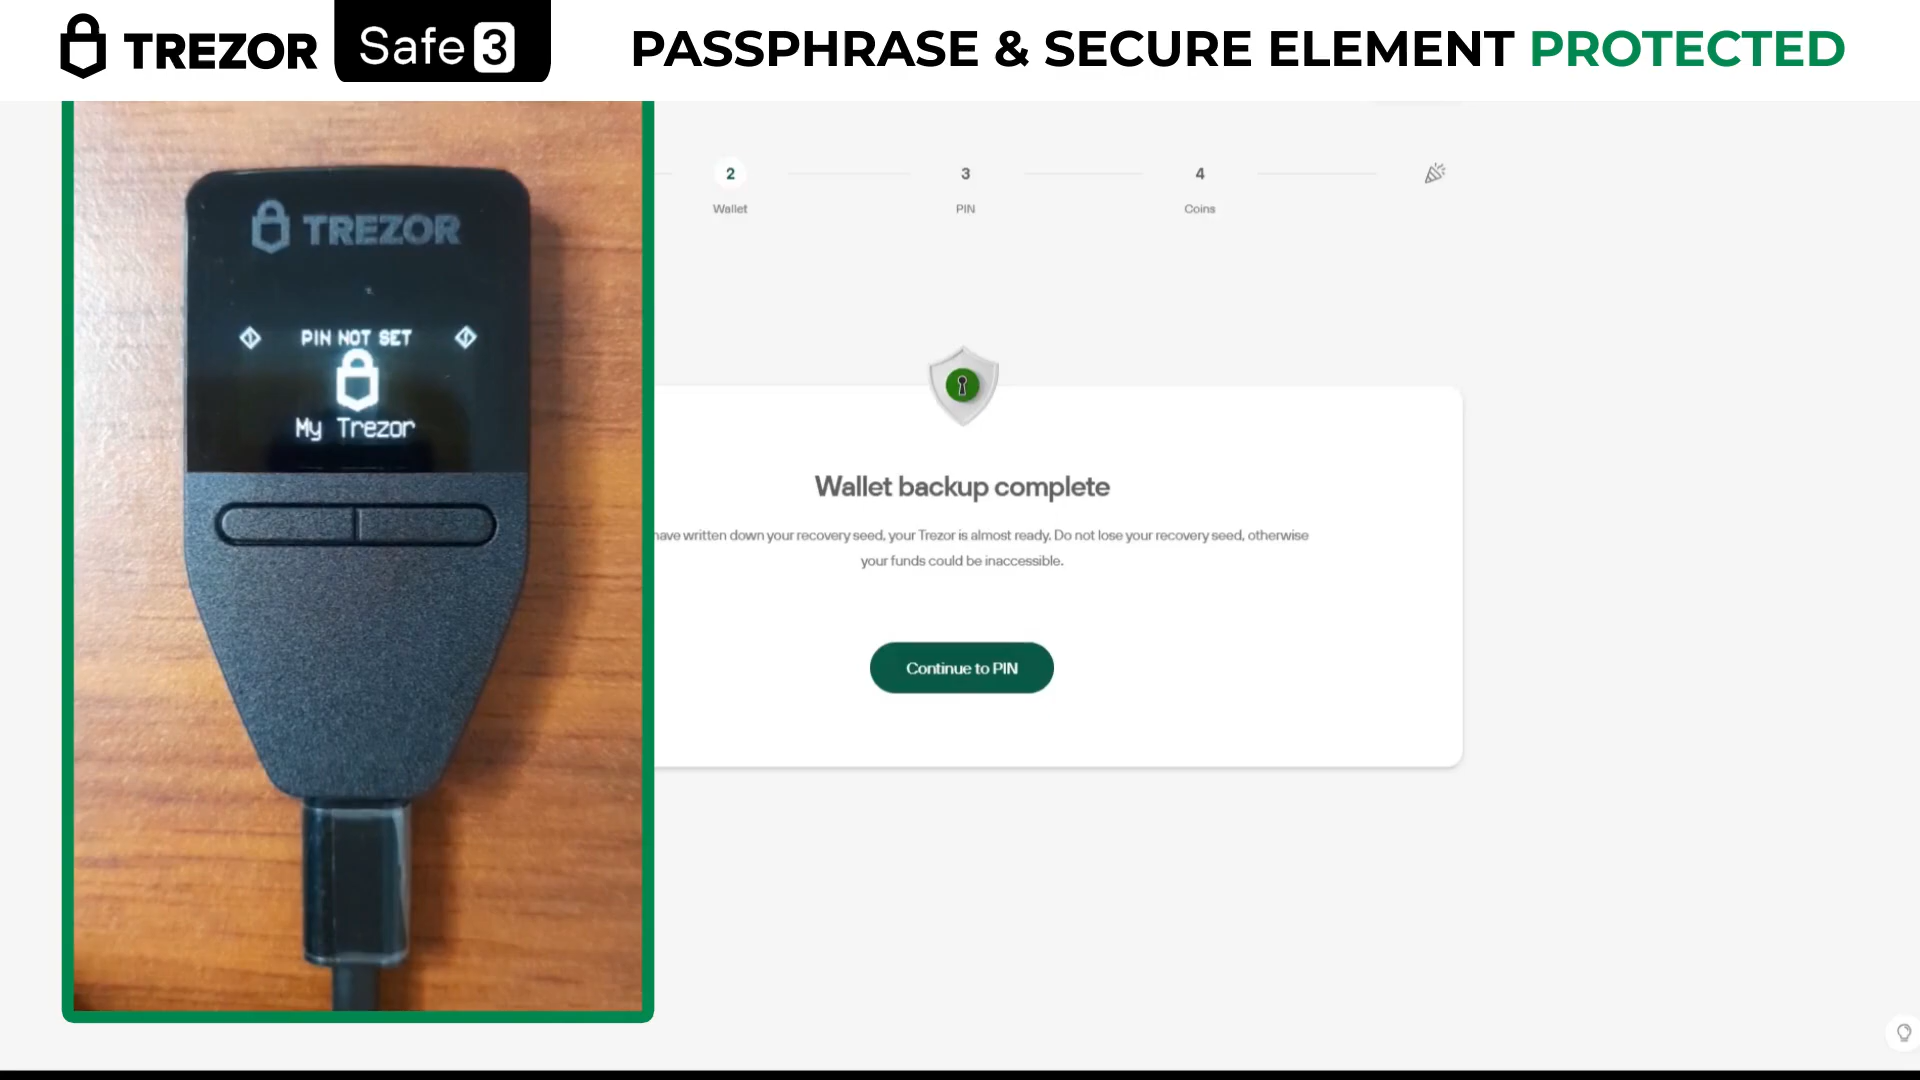 TREZOR Safe 3
PASSPHRASE & SECURE ELEMENT PROTECTED
TREZOR
PIN NOT SET
My Trezor
2
Wallet
3
PIN
4
Coins
Wallet backup complete
have written down your recovery seed, your Trezor is almost ready. Do not lose your recovery seed, otherwise
your funds could be inaccessible.
Continue to PIN